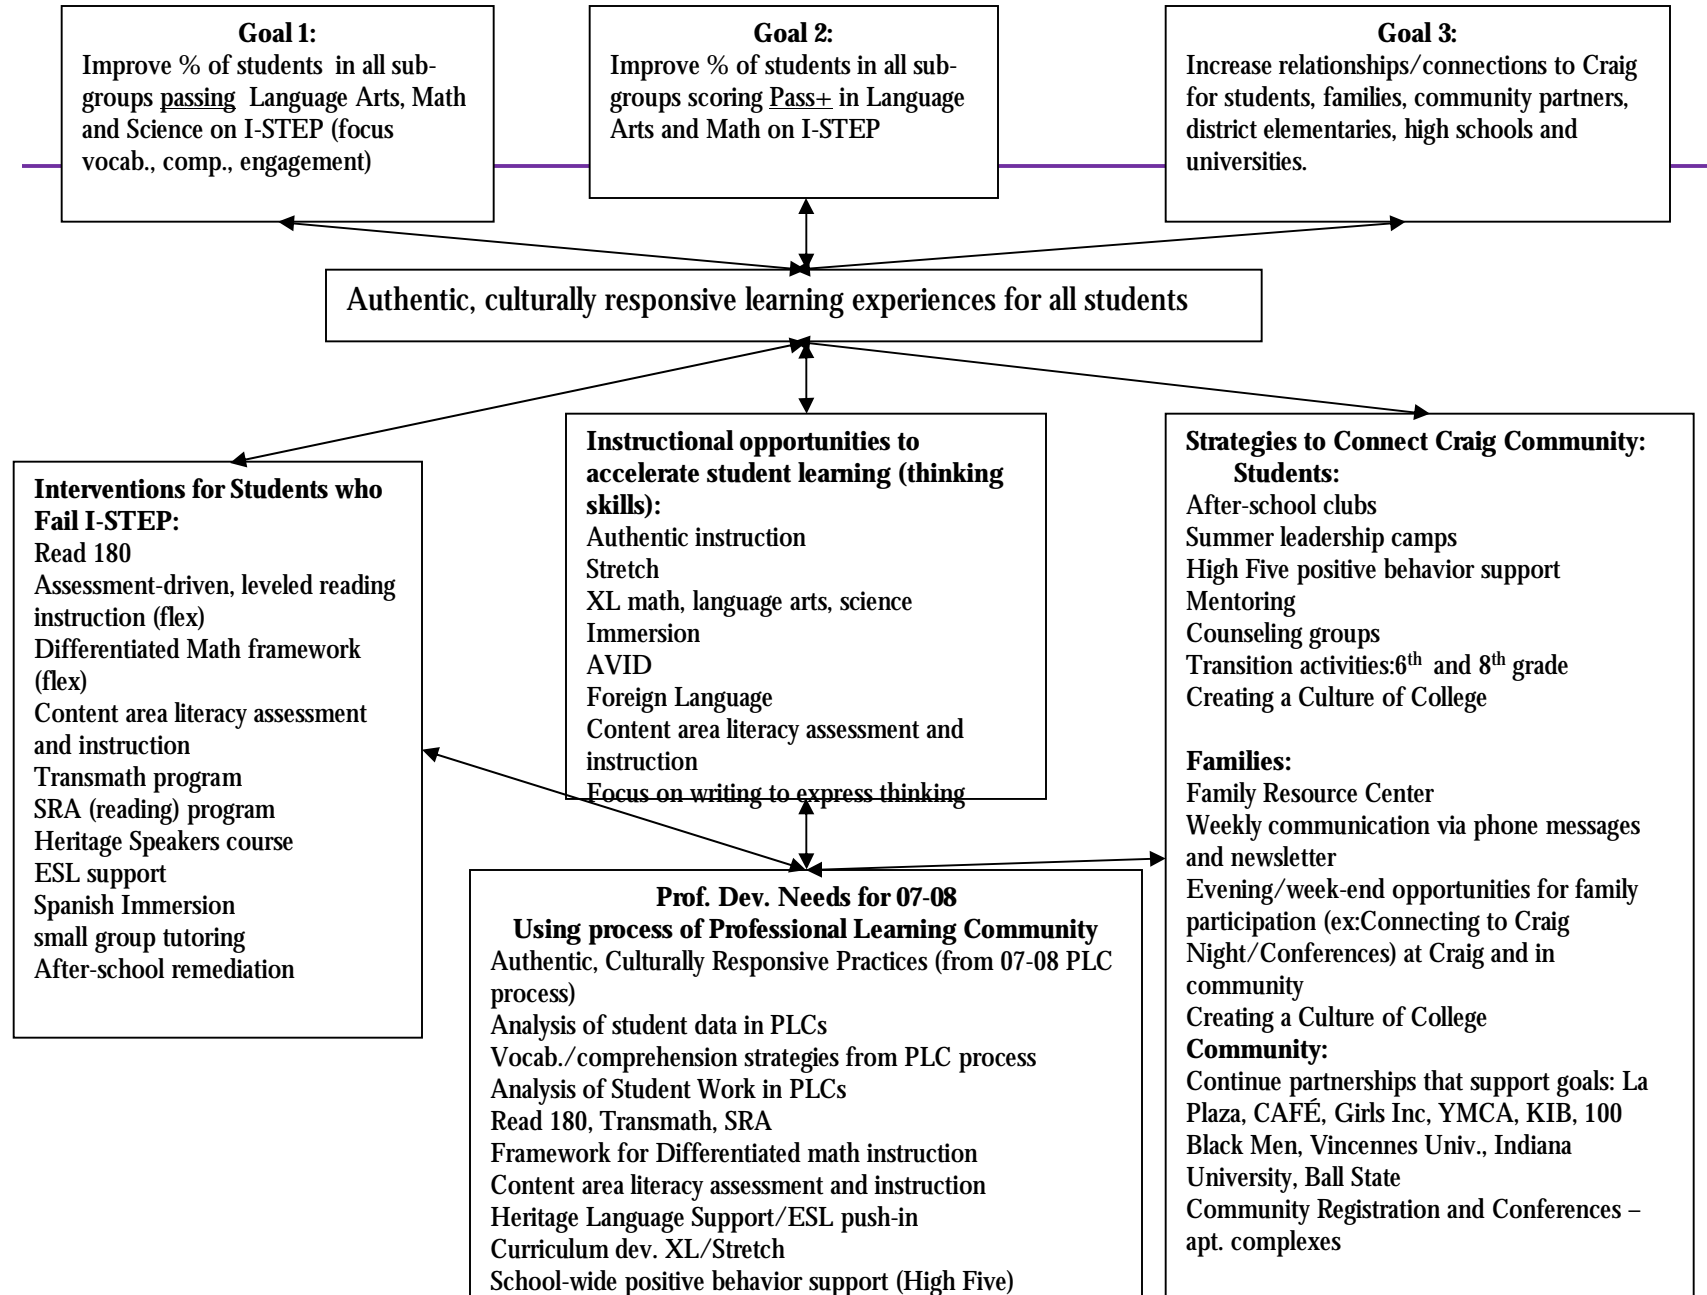 Goal 1:
Improve % of students in all sub-
groups passing Language Arts, Math
and Science on I-STEP (focus
vocab., comp., engagement)
Goal 2:
Improve % of students in all sub-
groups scoring Pass+ in Language
Arts and Math on I-STEP
Goal 3:
Increase relationships/connections to Craig
for students, families, community partners,
district elementaries, high schools and
universities.
Authentic, culturally responsive learning experiences for all students
Interventions for Students who
Fail I-STEP:
Read 180
Assessment-driven, leveled reading
instruction (flex)
Differentiated Math framework
(flex)
Content area literacy assessment
and instruction
Transmath program
SRA (reading) program
Heritage Speakers course
ESL support
Spanish Immersion
small group tutoring
After-school remediation
Instructional opportunities to
accelerate student learning (thinking
skills):
Authentic instruction
Stretch
XL math, language arts, science
Immersion
AVID
Foreign Language
Content area literacy assessment and
instruction
Focus on writing to express thinking
Strategies to Connect Craig Community:
Students:
After-school clubs
Summer leadership camps
High Five positive behavior support
Mentoring
Counseling groups
Transition activities:6th and 8th grade
Creating a Culture of College
Families:
Family Resource Center
Weekly communication via phone messages
and newsletter
Evening/week-end opportunities for family
participation (ex:Connecting to Craig
Night/Conferences) at Craig and in
community
Creating a Culture of College
Community:
Continue partnerships that support goals: La
Plaza, CAFÉ, Girls Inc, YMCA, KIB, 100
Black Men, Vincennes Univ., Indiana
University, Ball State
Community Registration and Conferences –
apt. complexes
Prof. Dev. Needs for 07-08
Using process of Professional Learning Community
Authentic, Culturally Responsive Practices (from 07-08 PLC
process)
Analysis of student data in PLCs
Vocab./comprehension strategies from PLC process
Analysis of Student Work in PLCs
Read 180, Transmath, SRA
Framework for Differentiated math instruction
Content area literacy assessment and instruction
Heritage Language Support/ESL push-in
Curriculum dev. XL/Stretch
School-wide positive behavior support (High Five)